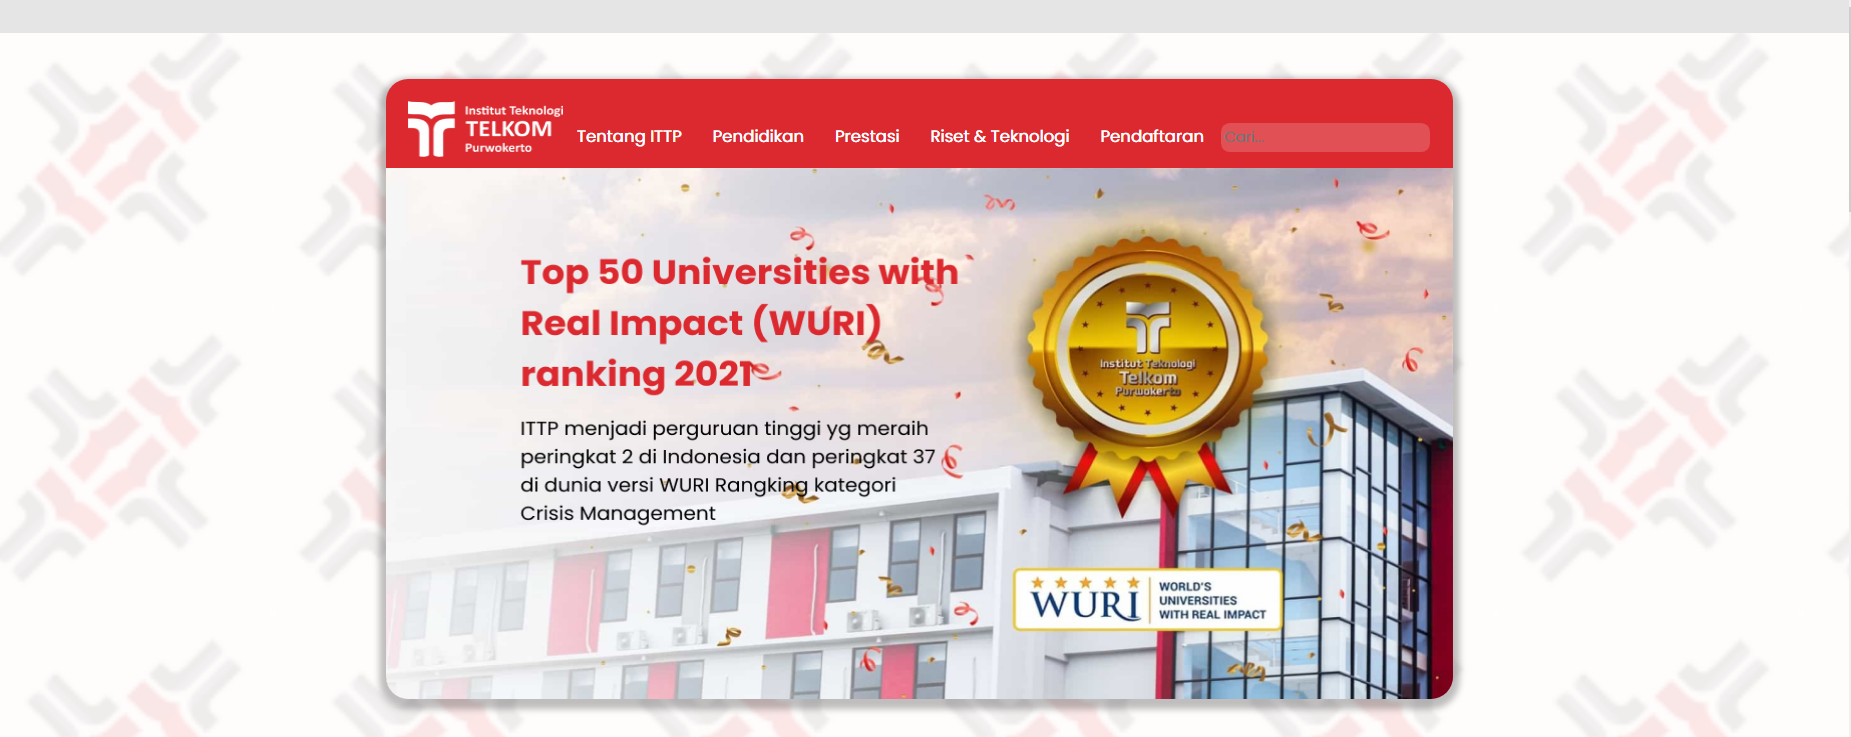 Institut Teknologi
TELKOM
Purwokerto
Tentang ITTP
Pendidikan
Prestasi
Riset & Teknologi
Pendaftaran
Cari...
Top 50 Universities with
Real Impact (WURI)
ranking 2021
ITTP menjadi perguruan tinggi yg meraih
peringkat 2 di Indonesia dan peringkat 37
di dunia versi WURI Rangking kategori
Crisis Management
Institut Teknologi
Telkom
Purwokerto
WURI
WORLD'S
UNIVERSITIES
WITH REAL IMPACT